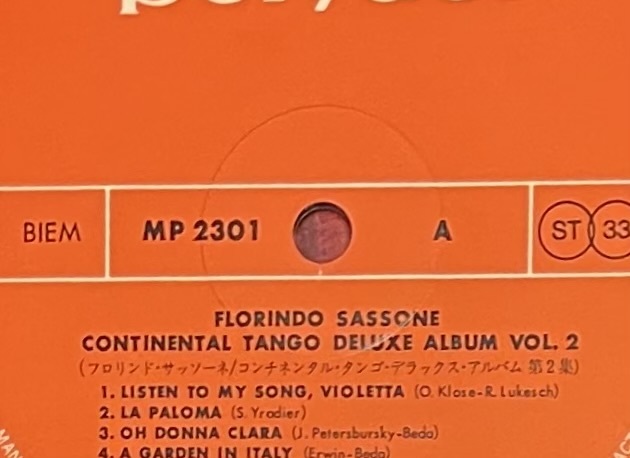 BIEM MP 2301 A ST 33
FLORINDO SASSONE
CONTINENTAL TANGO DELUXE ALBUM VOL. 2
(フロリンド・サッソーネ/コンチネンタル・タンゴ・デラックス・アルバム 第2集)
1. LISTEN TO MY SONG, VIOLETTA (O. Klose-R. Lukesch)
2. LA PALOMA (S. Yradier)
3. OH DONNA CLARA (J. Petersbursky-Beda)
4. A GARDEN IN ITALY (Erwin-Beda)
MAN